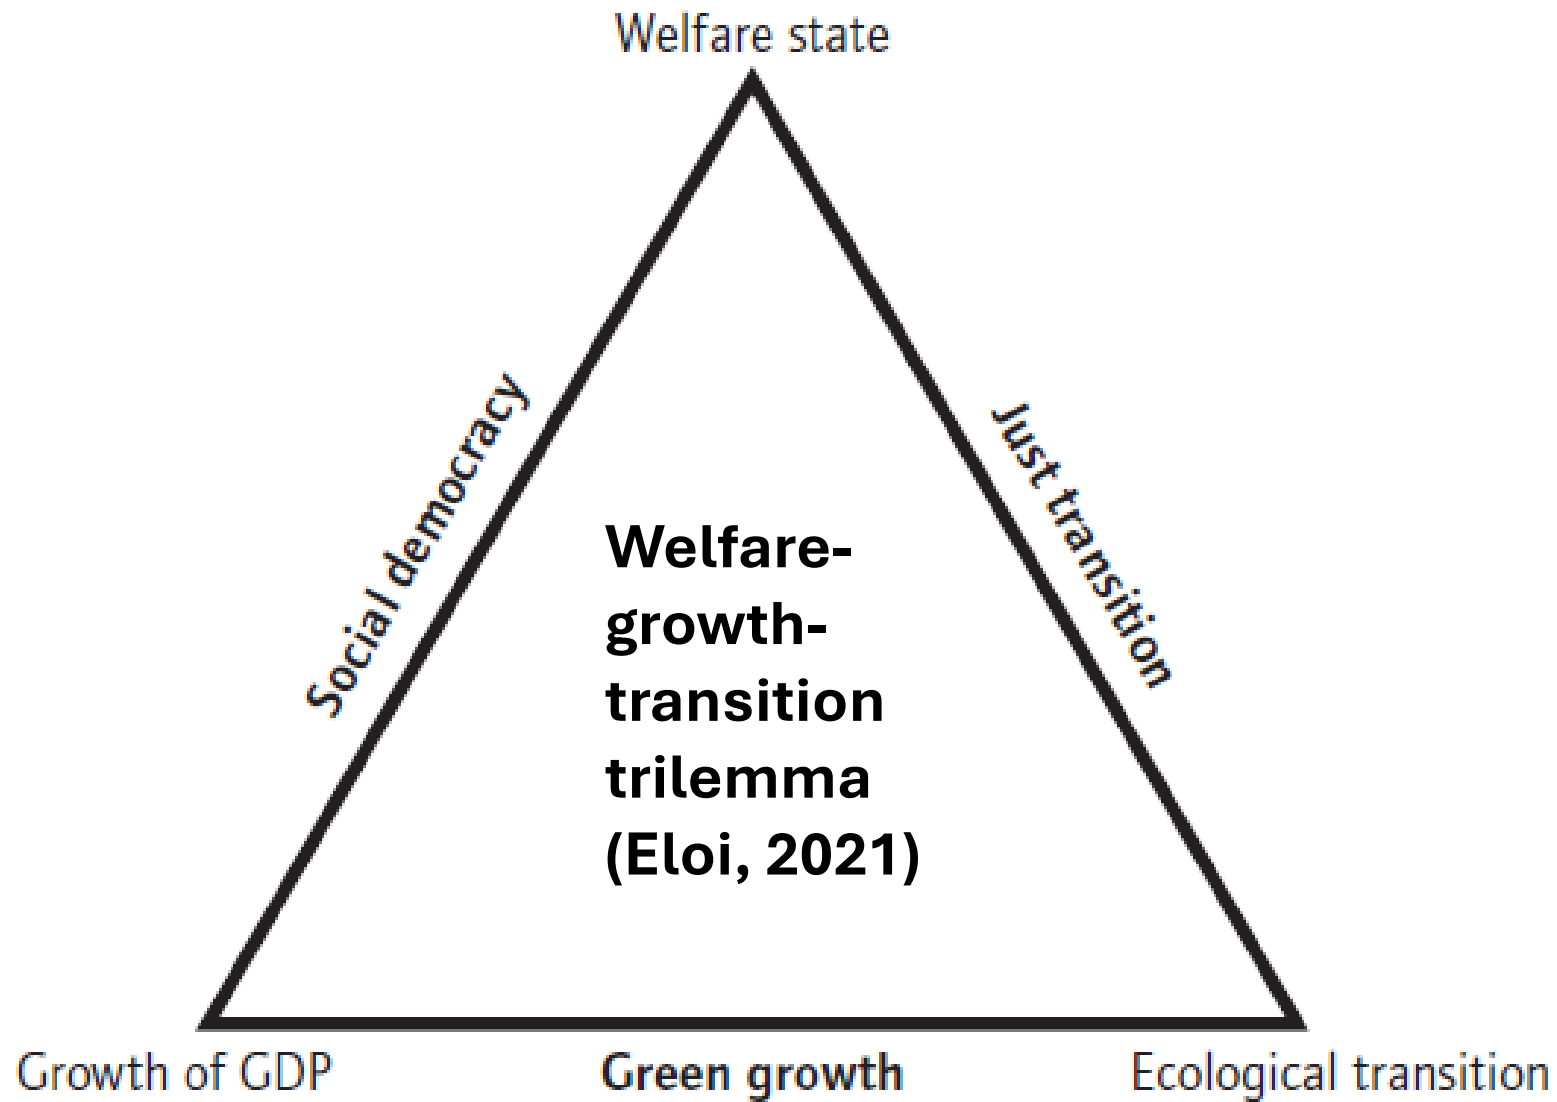 Welfare state
Social democracy
Just transition
Welfare-
growth-
transition
trilemma
(Eloi, 2021)
Growth of GDP
Green growth
Ecological transition